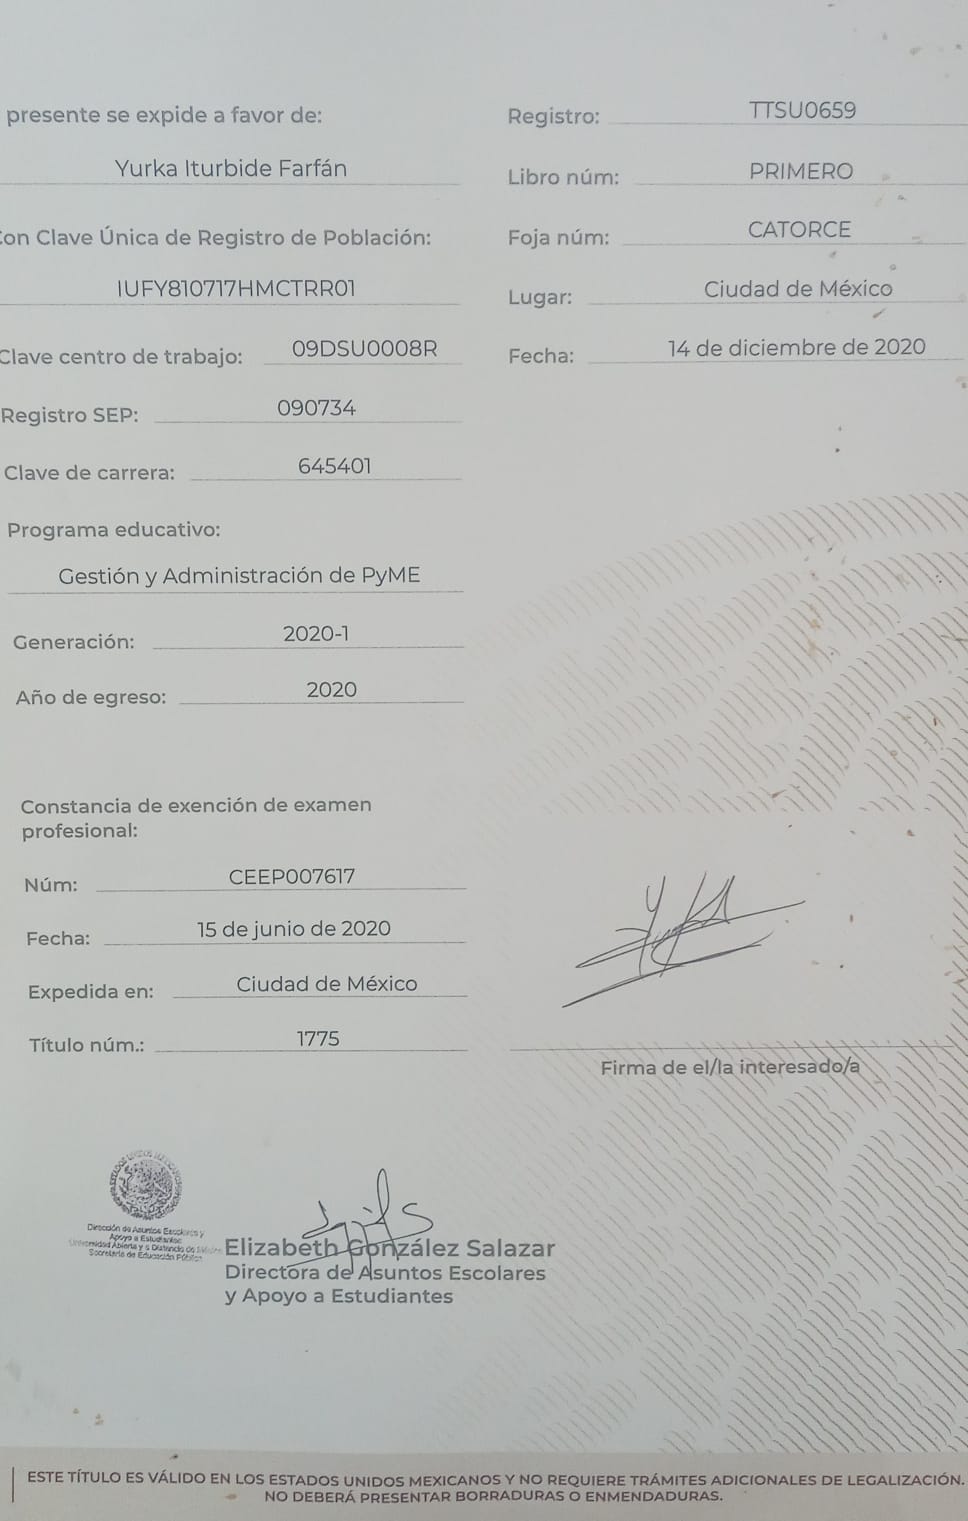 presente se expide a favor de:
Yurka Iturbide Farfán
Con Clave Única de Registro de Población:
IUFY810717HMCTRR01
Clave centro de trabajo: 09DSU0008R
Registro SEP: 090734
Clave de carrera: 645401
Programa educativo:
Gestión y Administración de PyME
Generación: 2020-1
Año de egreso: 2020
Constancia de exención de examen
profesional:
Núm: CEEP007617
Fecha: 15 de junio de 2020
Expedida en: Ciudad de México
Título núm.: 1775
Registro: TTSU0659
Libro núm: PRIMERO
Foja núm: CATORCE
Lugar: Ciudad de México
Fecha: 14 de diciembre de 2020
Firma de el/la interesado/a
ESTADOS UNIDOS MEXICANOS
Dirección de Asuntos Escolares y
Apoyo a Estudiantes
Universidad Abierta y a Distancia de México
Secretaría de Educación Pública
Elizabeth González Salazar
Directora de Asuntos Escolares
y Apoyo a Estudiantes
ESTE TÍTULO ES VÁLIDO EN LOS ESTADOS UNIDOS MEXICANOS Y NO REQUIERE TRÁMITES ADICIONALES DE LEGALIZACIÓN.
NO DEBERÁ PRESENTAR BORRADURAS O ENMENDADURAS.